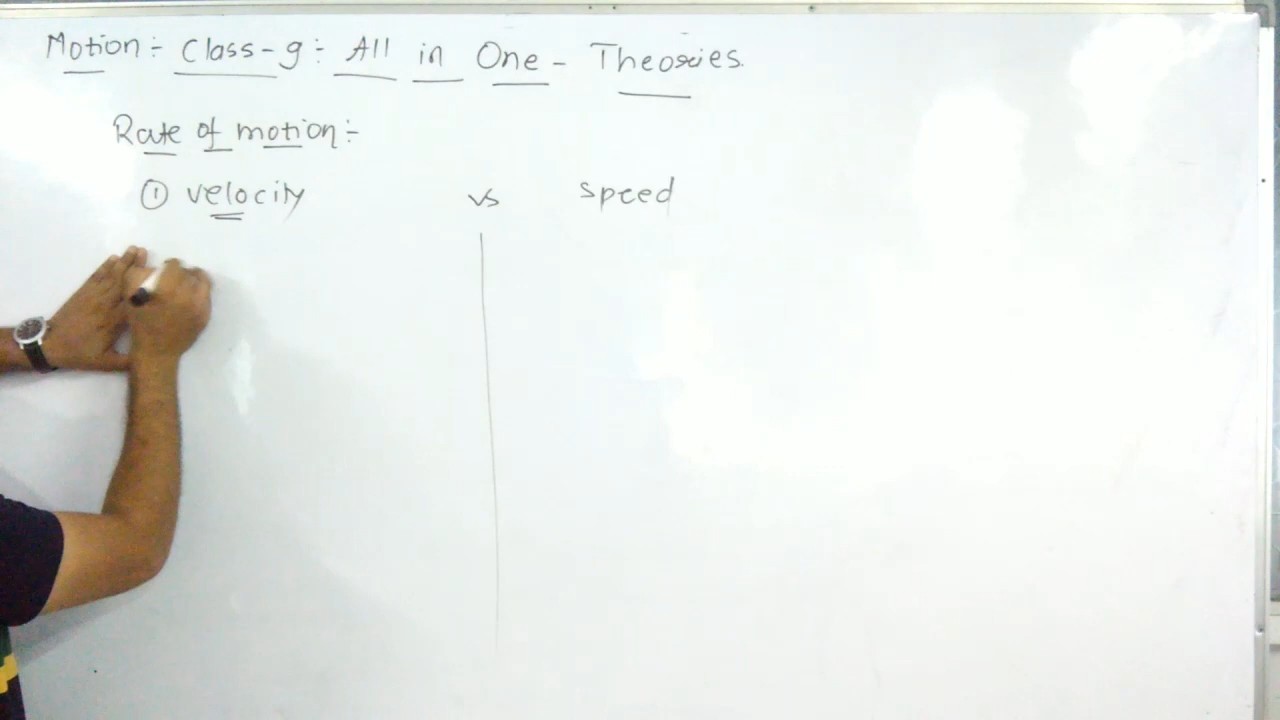 Motion :- Class-9 :- All in One - Theories.
Rate of motion :-
① velocity vs speed